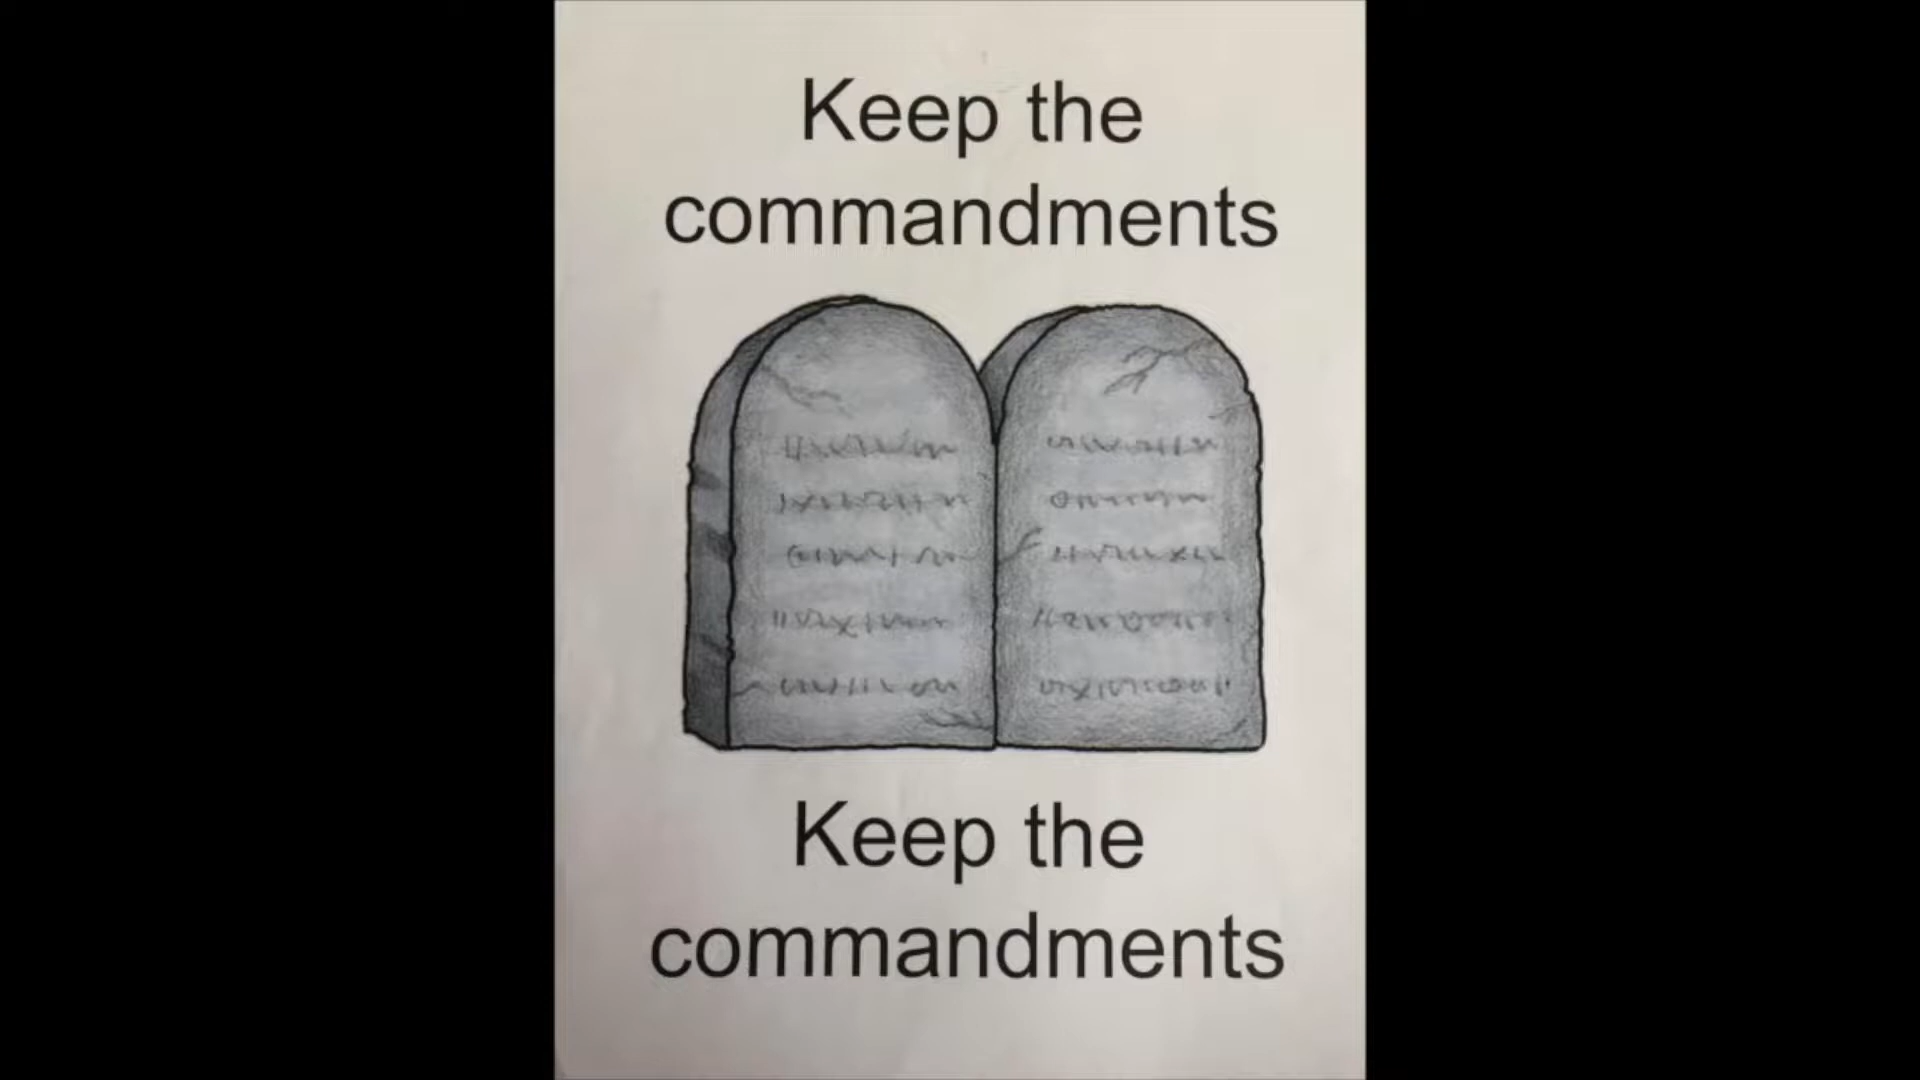 Keep the
commandments
Keep the
commandments